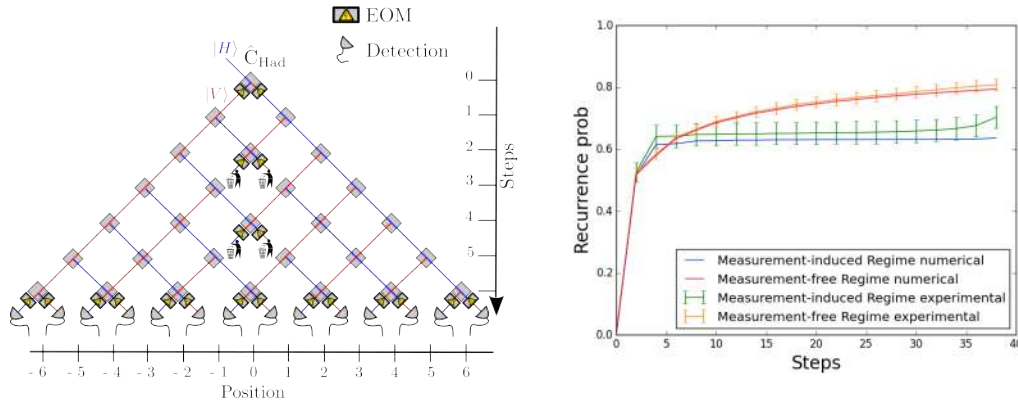 EOM
Detection
|H⟩
Ĉ_Had
|V⟩
0
1
2
3
4
5
Steps
- 6 - 5 - 4 - 3 - 2 - 1 0 1 2 3 4 5 6
Position
1.0
0.8
0.6
0.4
0.2
0.0
Recurrence prob
0 5 10 15 20 25 30 35 40
Steps
Measurement-induced Regime numerical
Measurement-free Regime numerical
Measurement-induced Regime experimental
Measurement-free Regime experimental